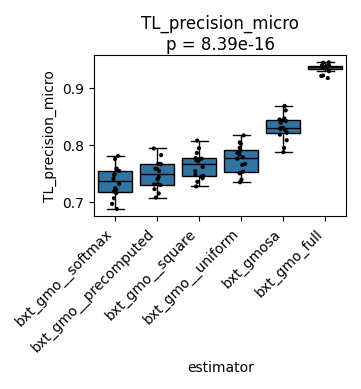 TL_precision_micro
p = 8.39e-16
TL_precision_micro
0.9
0.8
0.7
bxt_gmo__softmax
bxt_gmo__precomputed
bxt_gmo__square
bxt_gmo__uniform
bxt_gmosa
bxt_gmo_full
estimator